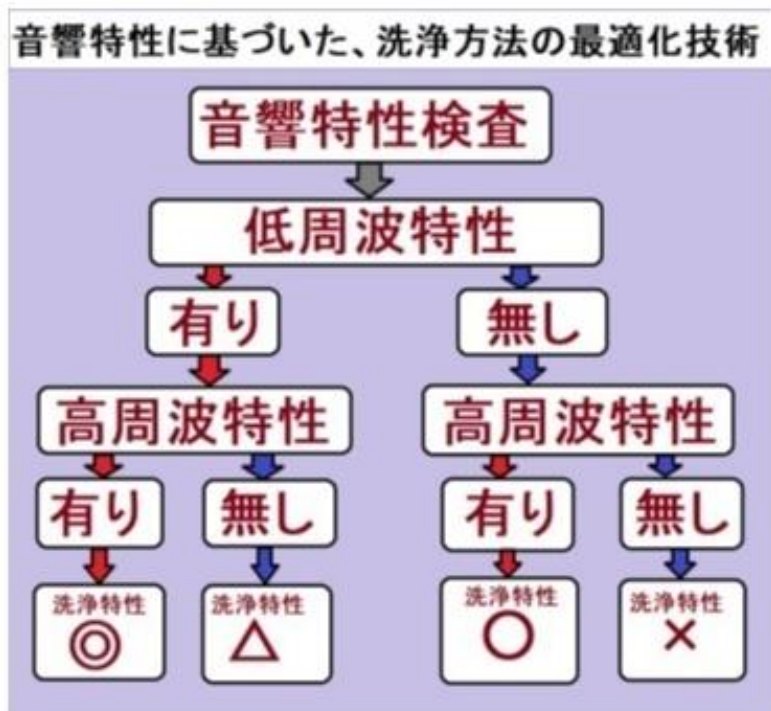 音響特性に基づいた、洗浄方法の最適化技術
音響特性検査
低周波特性
有り
無し
高周波特性
高周波特性
有り
無し
有り
無し
洗浄特性
◎
洗浄特性
△
洗浄特性
○
洗浄特性
×